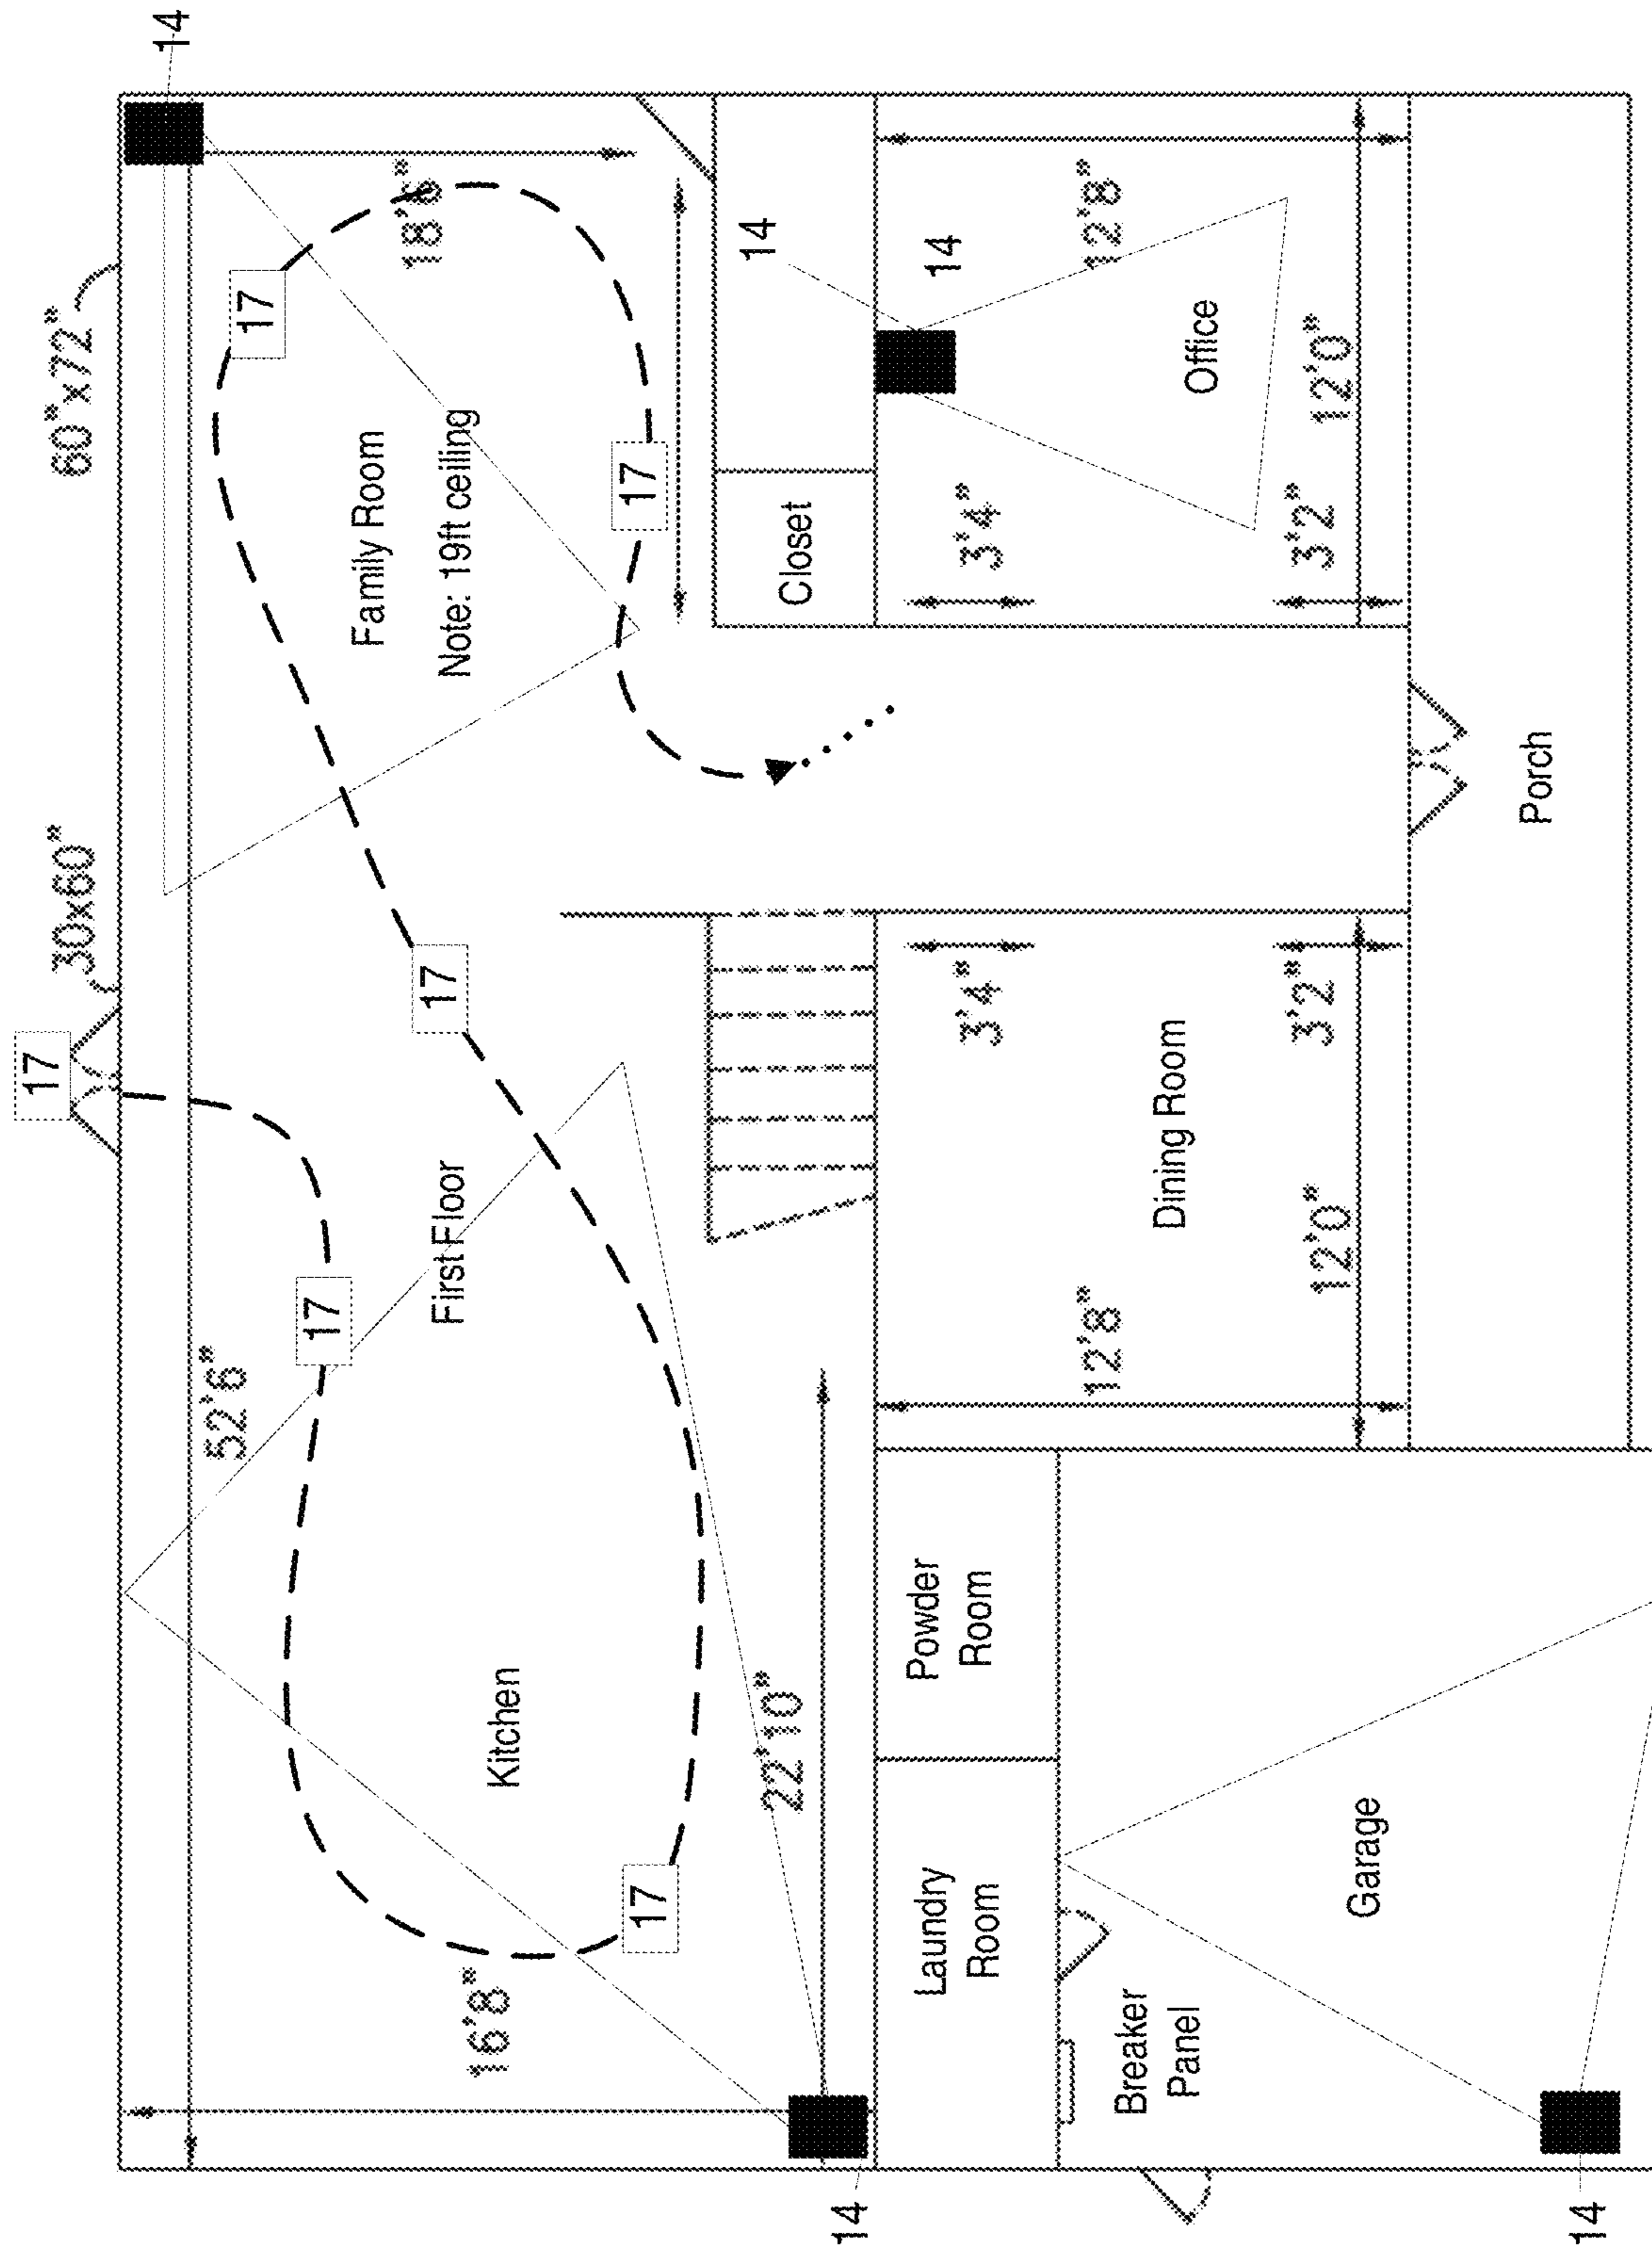 17
30x60"
60"x72"
14
52'6"
17
17
Family Room
Note: 19ft ceiling
18'6"
17
First Floor
16'8"
Kitchen
17
17
14
22'10"
Closet
14
Laundry
Room
Powder
Room
14
3'4"
3'4"
12'8"
12'8"
Breaker
Panel
Dining Room
Office
3'2"
3'2"
12'0"
12'0"
Garage
Porch
14